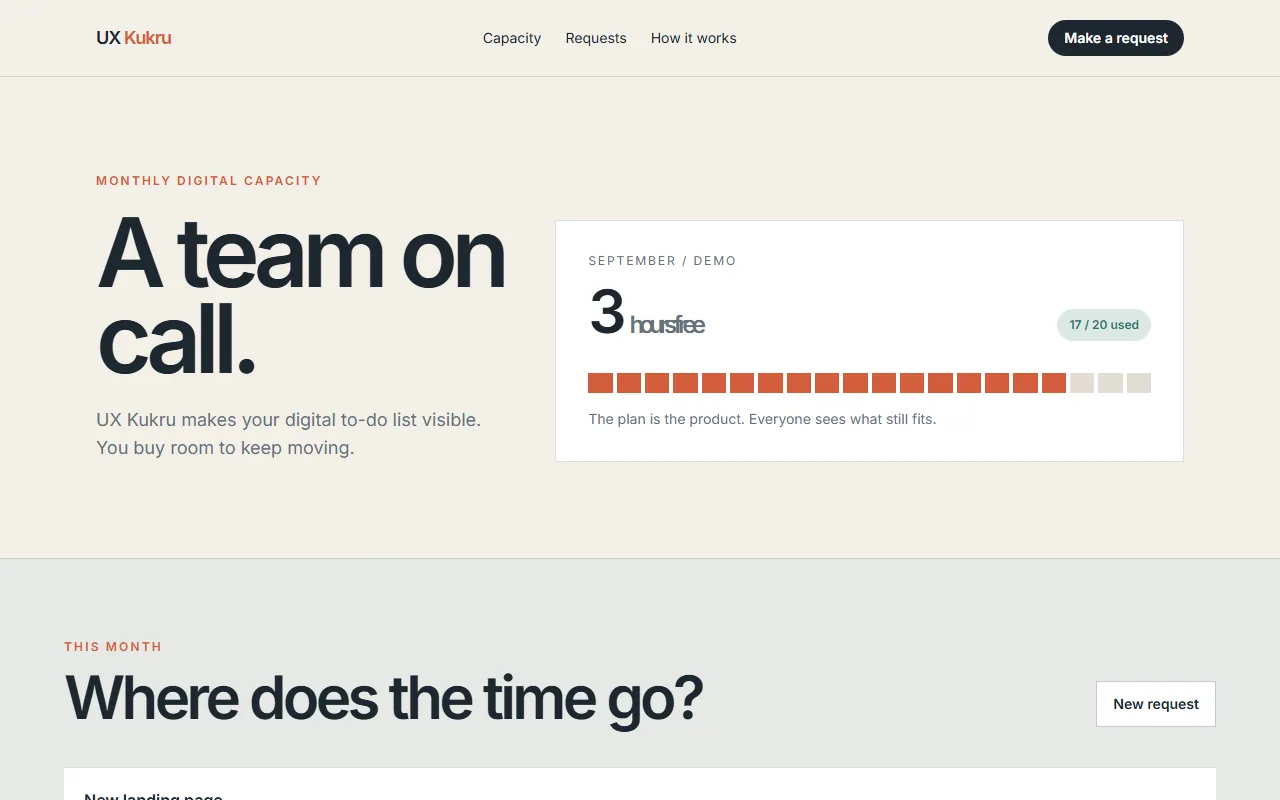 UX Kukru
Capacity
Requests
How it works
Make a request
MONTHLY DIGITAL CAPACITY
A team on
call.
UX Kukru makes your digital to-do list visible.
You buy room to keep moving.
SEPTEMBER / DEMO
3 hours free
17 / 20 used
The plan is the product. Everyone sees what still fits.
THIS MONTH
Where does the time go?
New request
New landing page